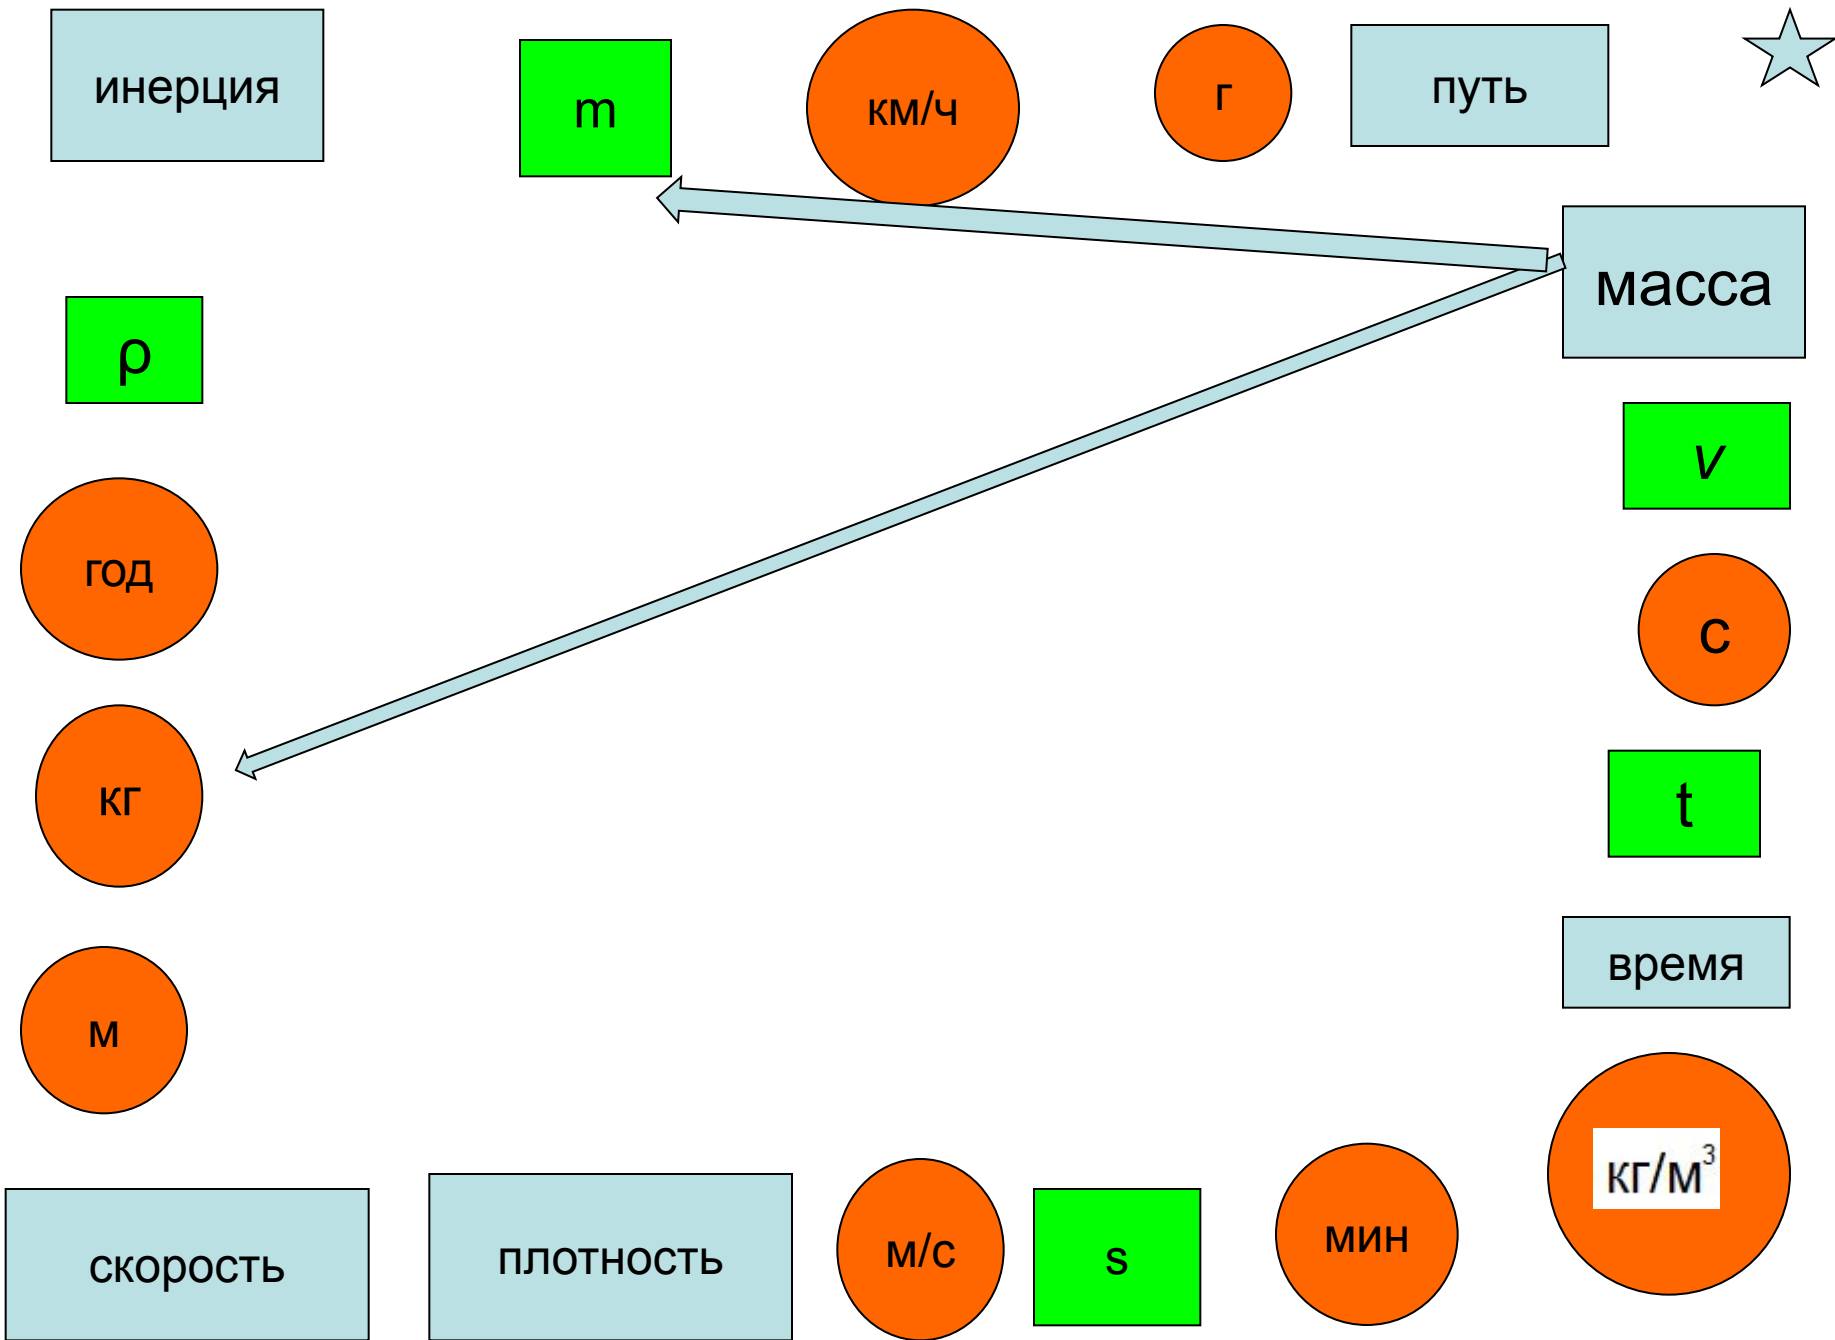 инерция
m
км/ч
г
путь
масса
ρ
v
год
с
кг
t
время
м
кг/м³
скорость
плотность
м/с
s
мин